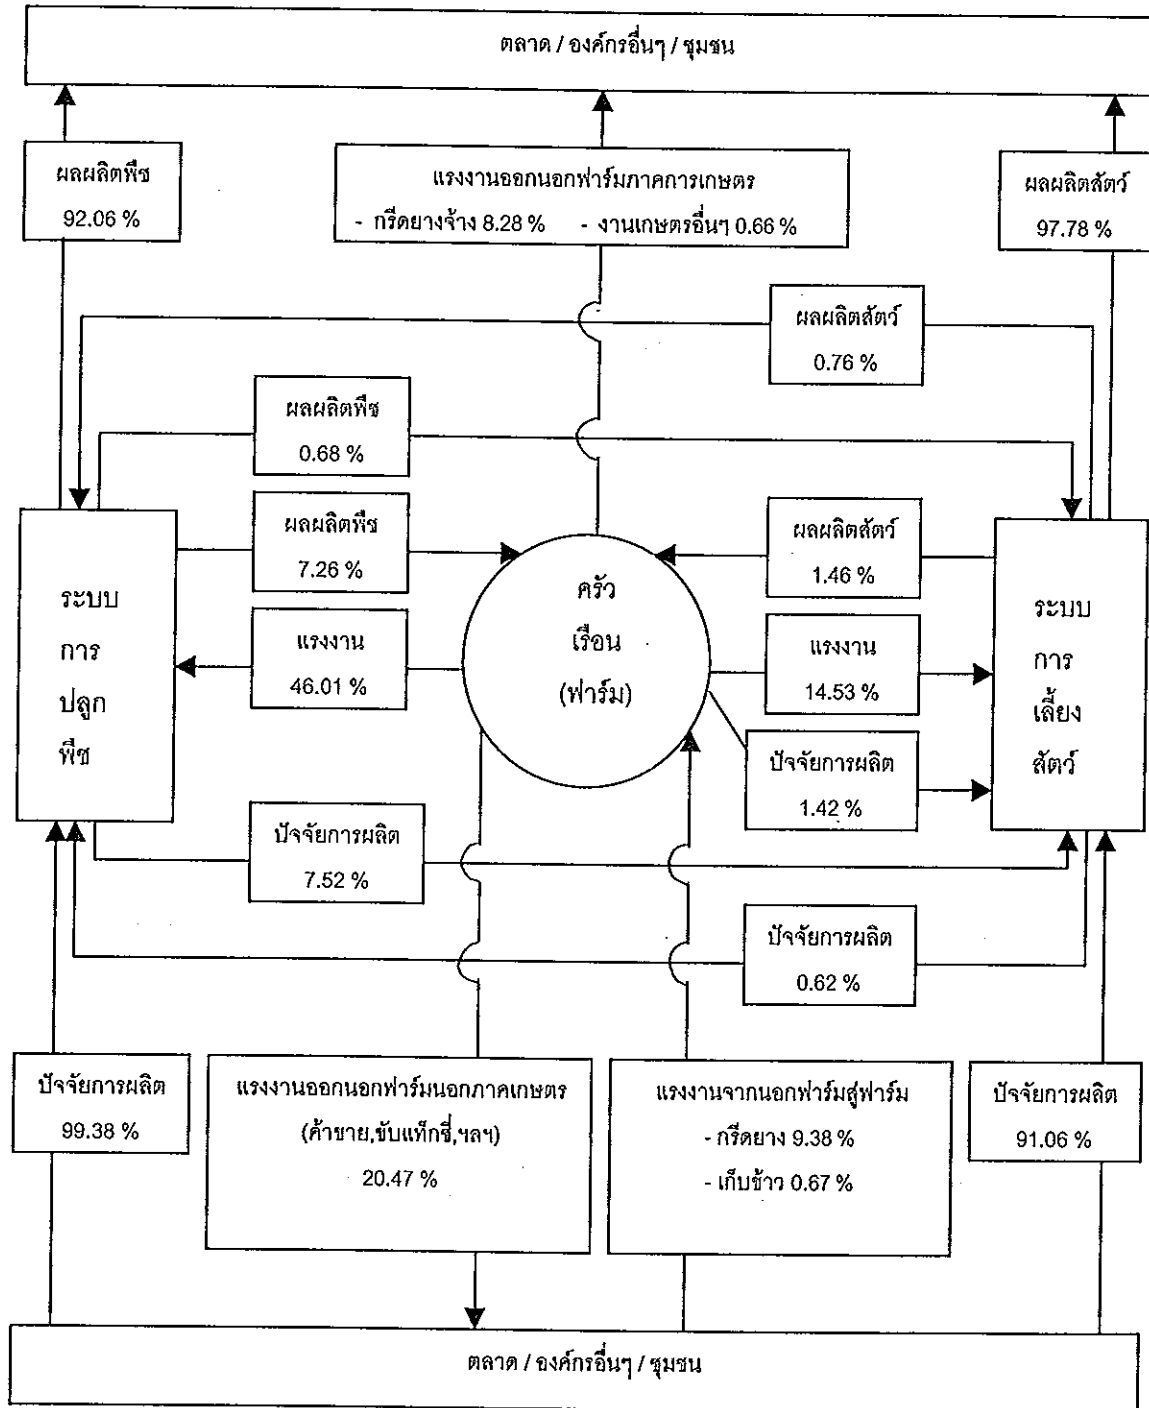 ตลาด / องค์กรอื่นๆ / ชุมชน
ผลผลิตพืช
92.06 %
แรงงานออกนอกฟาร์มภาคการเกษตร
- กรีดยางจ้าง 8.28 % - งานเกษตรอื่นๆ 0.66 %
ผลผลิตสัตว์
97.78 %
ผลผลิตสัตว์
0.76 %
ผลผลิตพืช
0.68 %
ผลผลิตพืช
7.26 %
ผลผลิตสัตว์
1.46 %
ระบบ
การ
ปลูก
พืช
แรงงาน
46.01 %
ครัว
เรือน
(ฟาร์ม)
แรงงาน
14.53 %
ระบบ
การ
เลี้ยง
สัตว์
ปัจจัยการผลิต
1.42 %
ปัจจัยการผลิต
7.52 %
ปัจจัยการผลิต
0.62 %
ปัจจัยการผลิต
99.38 %
แรงงานออกนอกฟาร์มนอกภาคเกษตร
(ค้าขาย,ขับแท็กซี่,ฯลฯ)
20.47 %
แรงงานจากนอกฟาร์มสู่ฟาร์ม
- กรีดยาง 9.38 %
- เก็บข้าว 0.67 %
ปัจจัยการผลิต
91.06 %
ตลาด / องค์กรอื่นๆ / ชุมชน